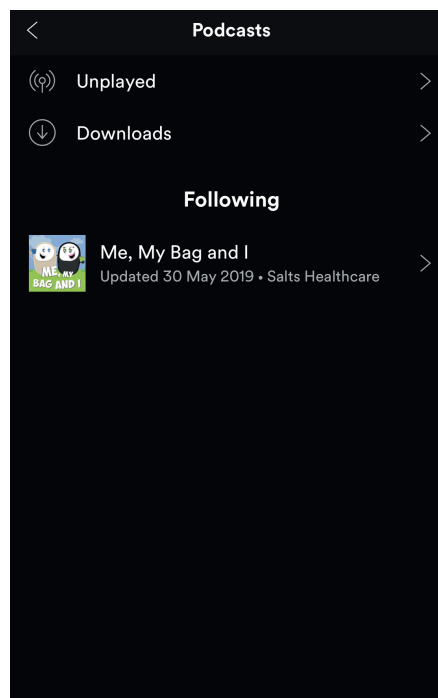 Podcasts
Unplayed
Downloads
Following
Me, My Bag and I
Updated 30 May 2019 • Salts Healthcare
ME, MY
BAG AND I